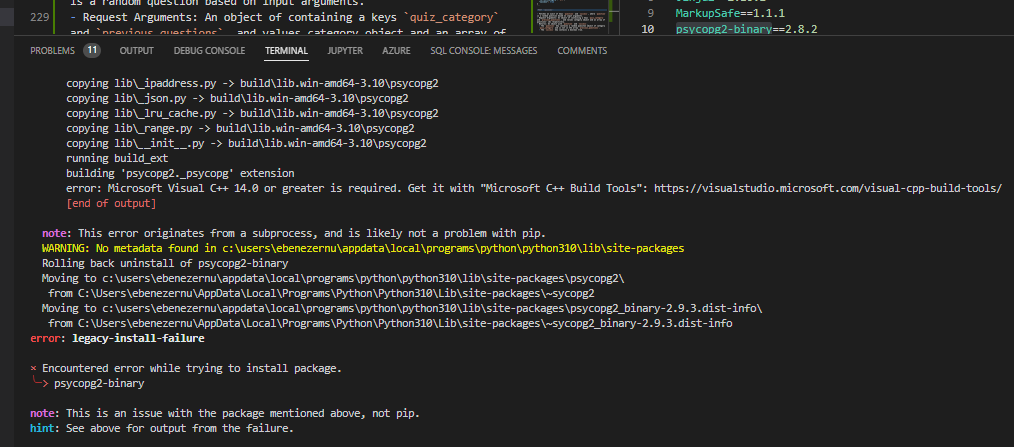 is a random question based on input arguments.
229 - Request Arguments: An object of containing a keys `quiz_category`
and `previous_questions` and values category object and an array of
9 MarkupSafe==1.1.1
10 psycopg2-binary==2.8.2
PROBLEMS 11 OUTPUT DEBUG CONSOLE TERMINAL JUPYTER AZURE SQL CONSOLE: MESSAGES COMMENTS
copying lib\_ipaddress.py -> build\lib.win-amd64-3.10\psycopg2
copying lib\_json.py -> build\lib.win-amd64-3.10\psycopg2
copying lib\_lru_cache.py -> build\lib.win-amd64-3.10\psycopg2
copying lib\_range.py -> build\lib.win-amd64-3.10\psycopg2
copying lib\__init__.py -> build\lib.win-amd64-3.10\psycopg2
running build_ext
building 'psycopg2._psycopg' extension
error: Microsoft Visual C++ 14.0 or greater is required. Get it with "Microsoft C++ Build Tools": https://visualstudio.microsoft.com/visual-cpp-build-tools/
[end of output]
note: This error originates from a subprocess, and is likely not a problem with pip.
WARNING: No metadata found in c:\users\ebenezernu\appdata\local\programs\python\python310\lib\site-packages
Rolling back uninstall of psycopg2-binary
Moving to c:\users\ebenezernu\appdata\local\programs\python\python310\lib\site-packages\psycopg2\
from C:\Users\ebenezernu\AppData\Local\Programs\Python\Python310\Lib\site-packages\~sycopg2
Moving to c:\users\ebenezernu\appdata\local\programs\python\python310\lib\site-packages\psycopg2_binary-2.9.3.dist-info\
from C:\Users\ebenezernu\AppData\Local\Programs\Python\Python310\Lib\site-packages\~sycopg2_binary-2.9.3.dist-info
error: legacy-install-failure
× Encountered error while trying to install package.
╰─> psycopg2-binary
note: This is an issue with the package mentioned above, not pip.
hint: See above for output from the failure.